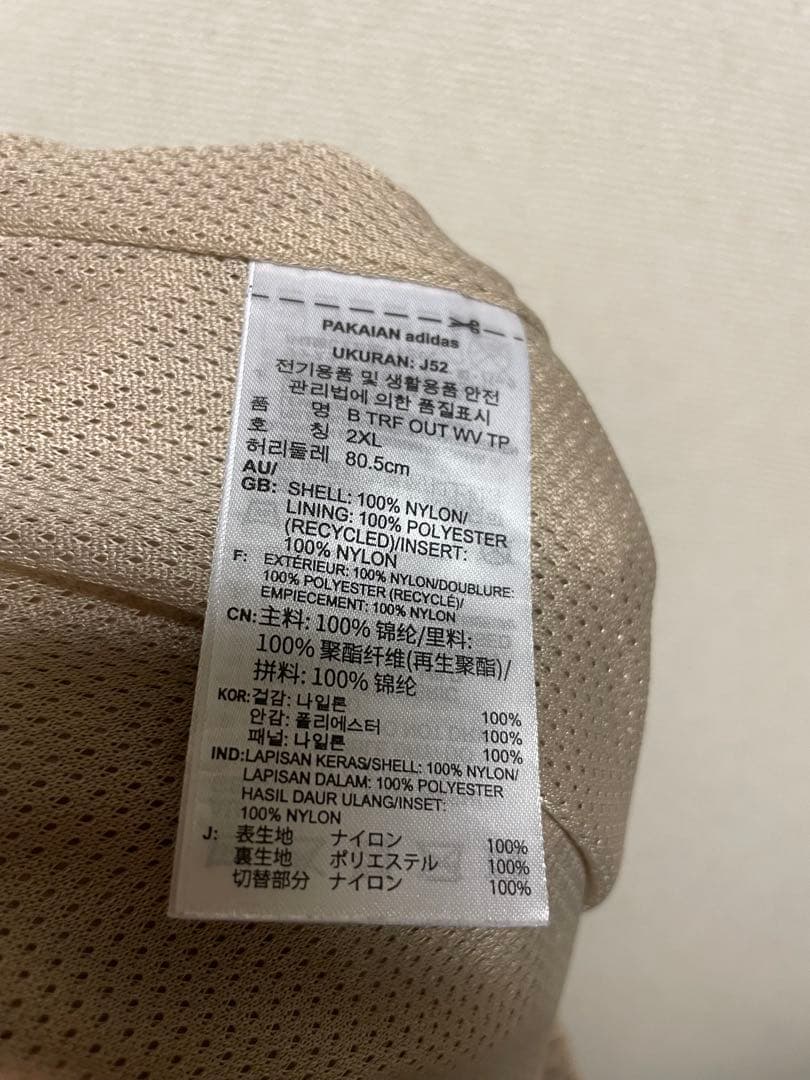 PAKAIAN adidas
UKURAN: J52
전기용품 및 생활용품 안전
관리법에 의한 품질표시
품 명 B TRF OUT WV TP
호 칭 2XL
허리둘레 80.5cm
AU/
GB: SHELL: 100% NYLON/
LINING: 100% POLYESTER
(RECYCLED)/INSERT:
100% NYLON
F: EXTÉRIEUR: 100% NYLON/DOUBLURE:
100% POLYESTER (RECYCLÉ)/
EMPIECEMENT: 100% NYLON
CN: 主料: 100% 锦纶/里料:
100% 聚酯纤维(再生聚酯)/
拼料: 100% 锦纶
KOR: 겉감: 나일론 100%
안감: 폴리에스터 100%
패널: 나일론 100%
IND: LAPISAN KERAS/SHELL: 100% NYLON/
LAPISAN DALAM: 100% POLYESTER
HASIL DAUR ULANG/INSET:
100% NYLON
J: 表生地 ナイロン 100%
裏生地 ポリエステル 100%
切替部分 ナイロン 100%